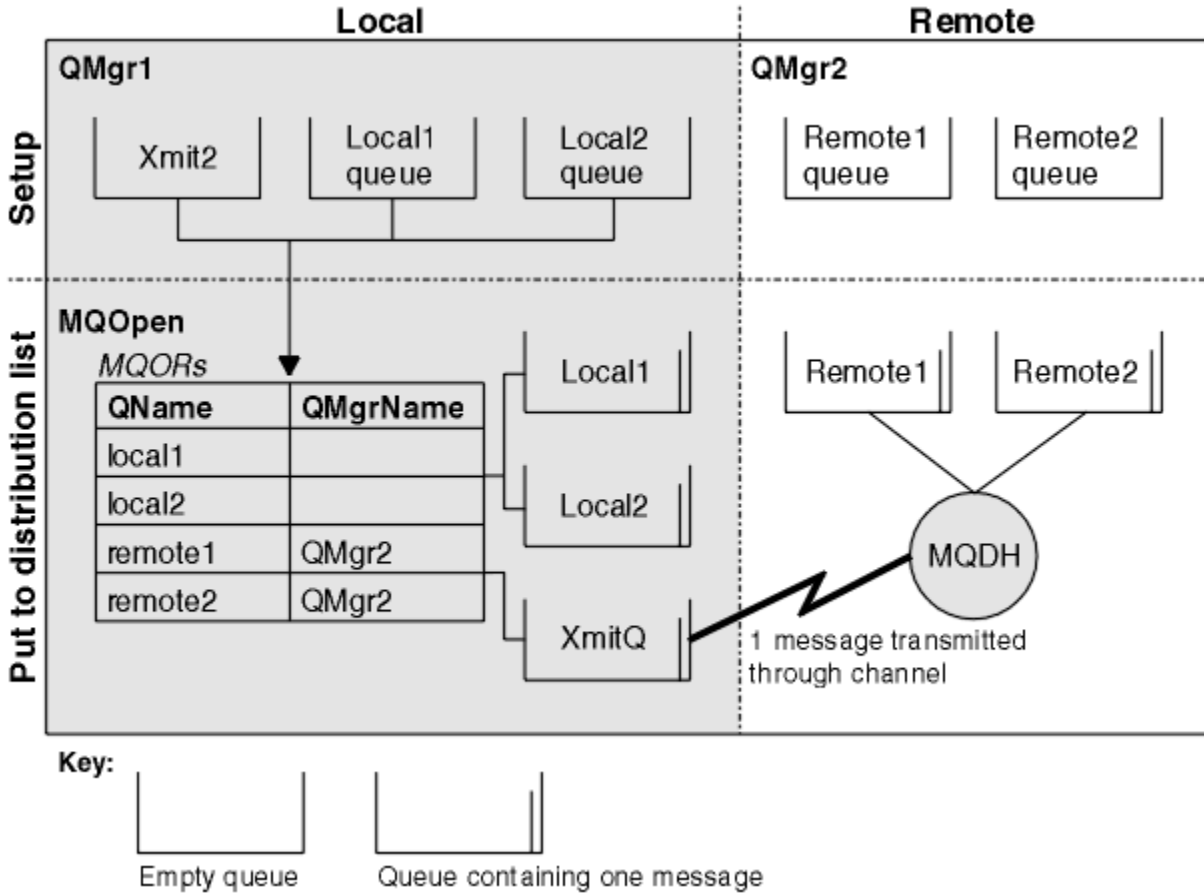 Local
Remote
Setup
QMgr1
QMgr2
Xmit2
Local1
queue
Local2
queue
Remote1
queue
Remote2
queue
Put to distribution list
MQOpen
MQORs
QName QMgrName
local1
local2
remote1 QMgr2
remote2 QMgr2
Local1
Local2
XmitQ
Remote1
Remote2
MQDH
1 message transmitted
through channel
Key:
Empty queue
Queue containing one message